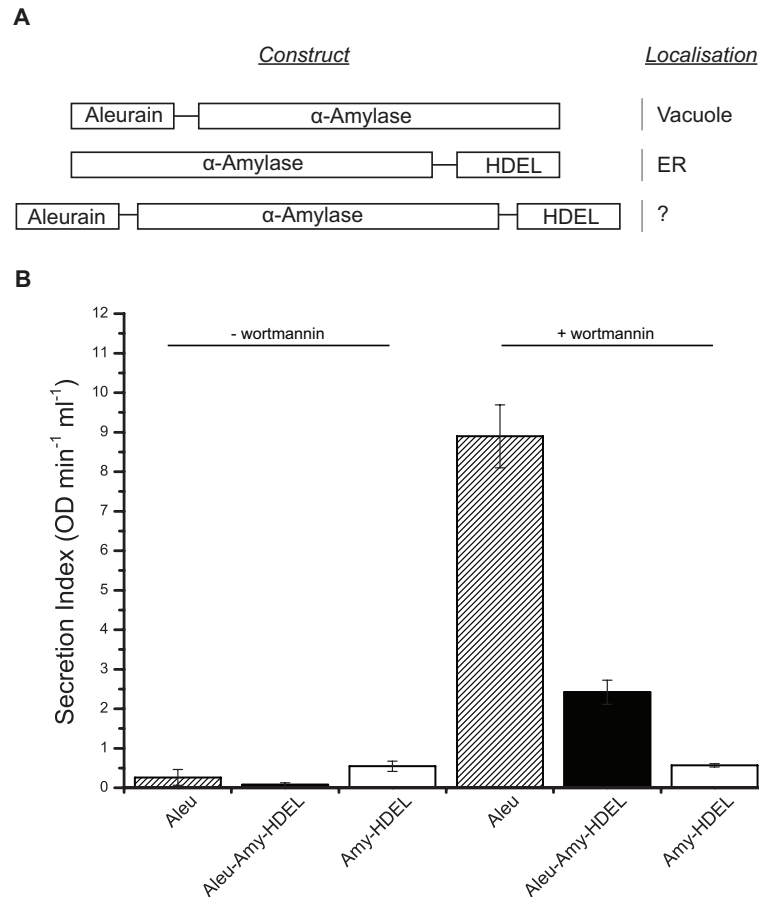 A
Construct Localisation
Aleurain α-Amylase Vacuole
α-Amylase HDEL ER
Aleurain α-Amylase HDEL ?
B
- wortmannin + wortmannin
Secretion Index (OD min⁻¹ ml⁻¹)
12
11
10
9
8
7
6
5
4
3
2
1
0
Aleu Aleu-Amy-HDEL Amy-HDEL Aleu Aleu-Amy-HDEL Amy-HDEL